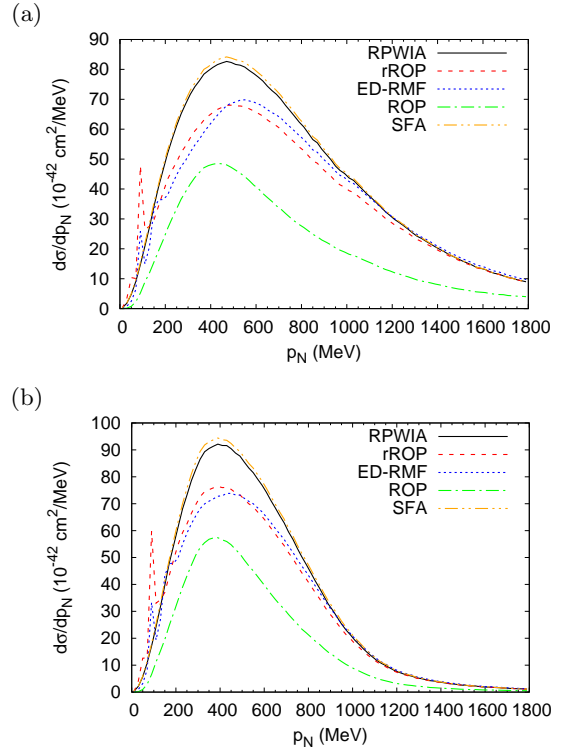 (a)
90
80
70
60
50
40
30
20
10
0
dσ/dp_N (10^-42 cm^2/MeV)
RPWIA
rROP
ED-RMF
ROP
SFA
0 200 400 600 800 1000 1200 1400 1600 1800
p_N (MeV)
(b)
100
90
80
70
60
50
40
30
20
10
0
dσ/dp_N (10^-42 cm^2/MeV)
RPWIA
rROP
ED-RMF
ROP
SFA
0 200 400 600 800 1000 1200 1400 1600 1800
p_N (MeV)